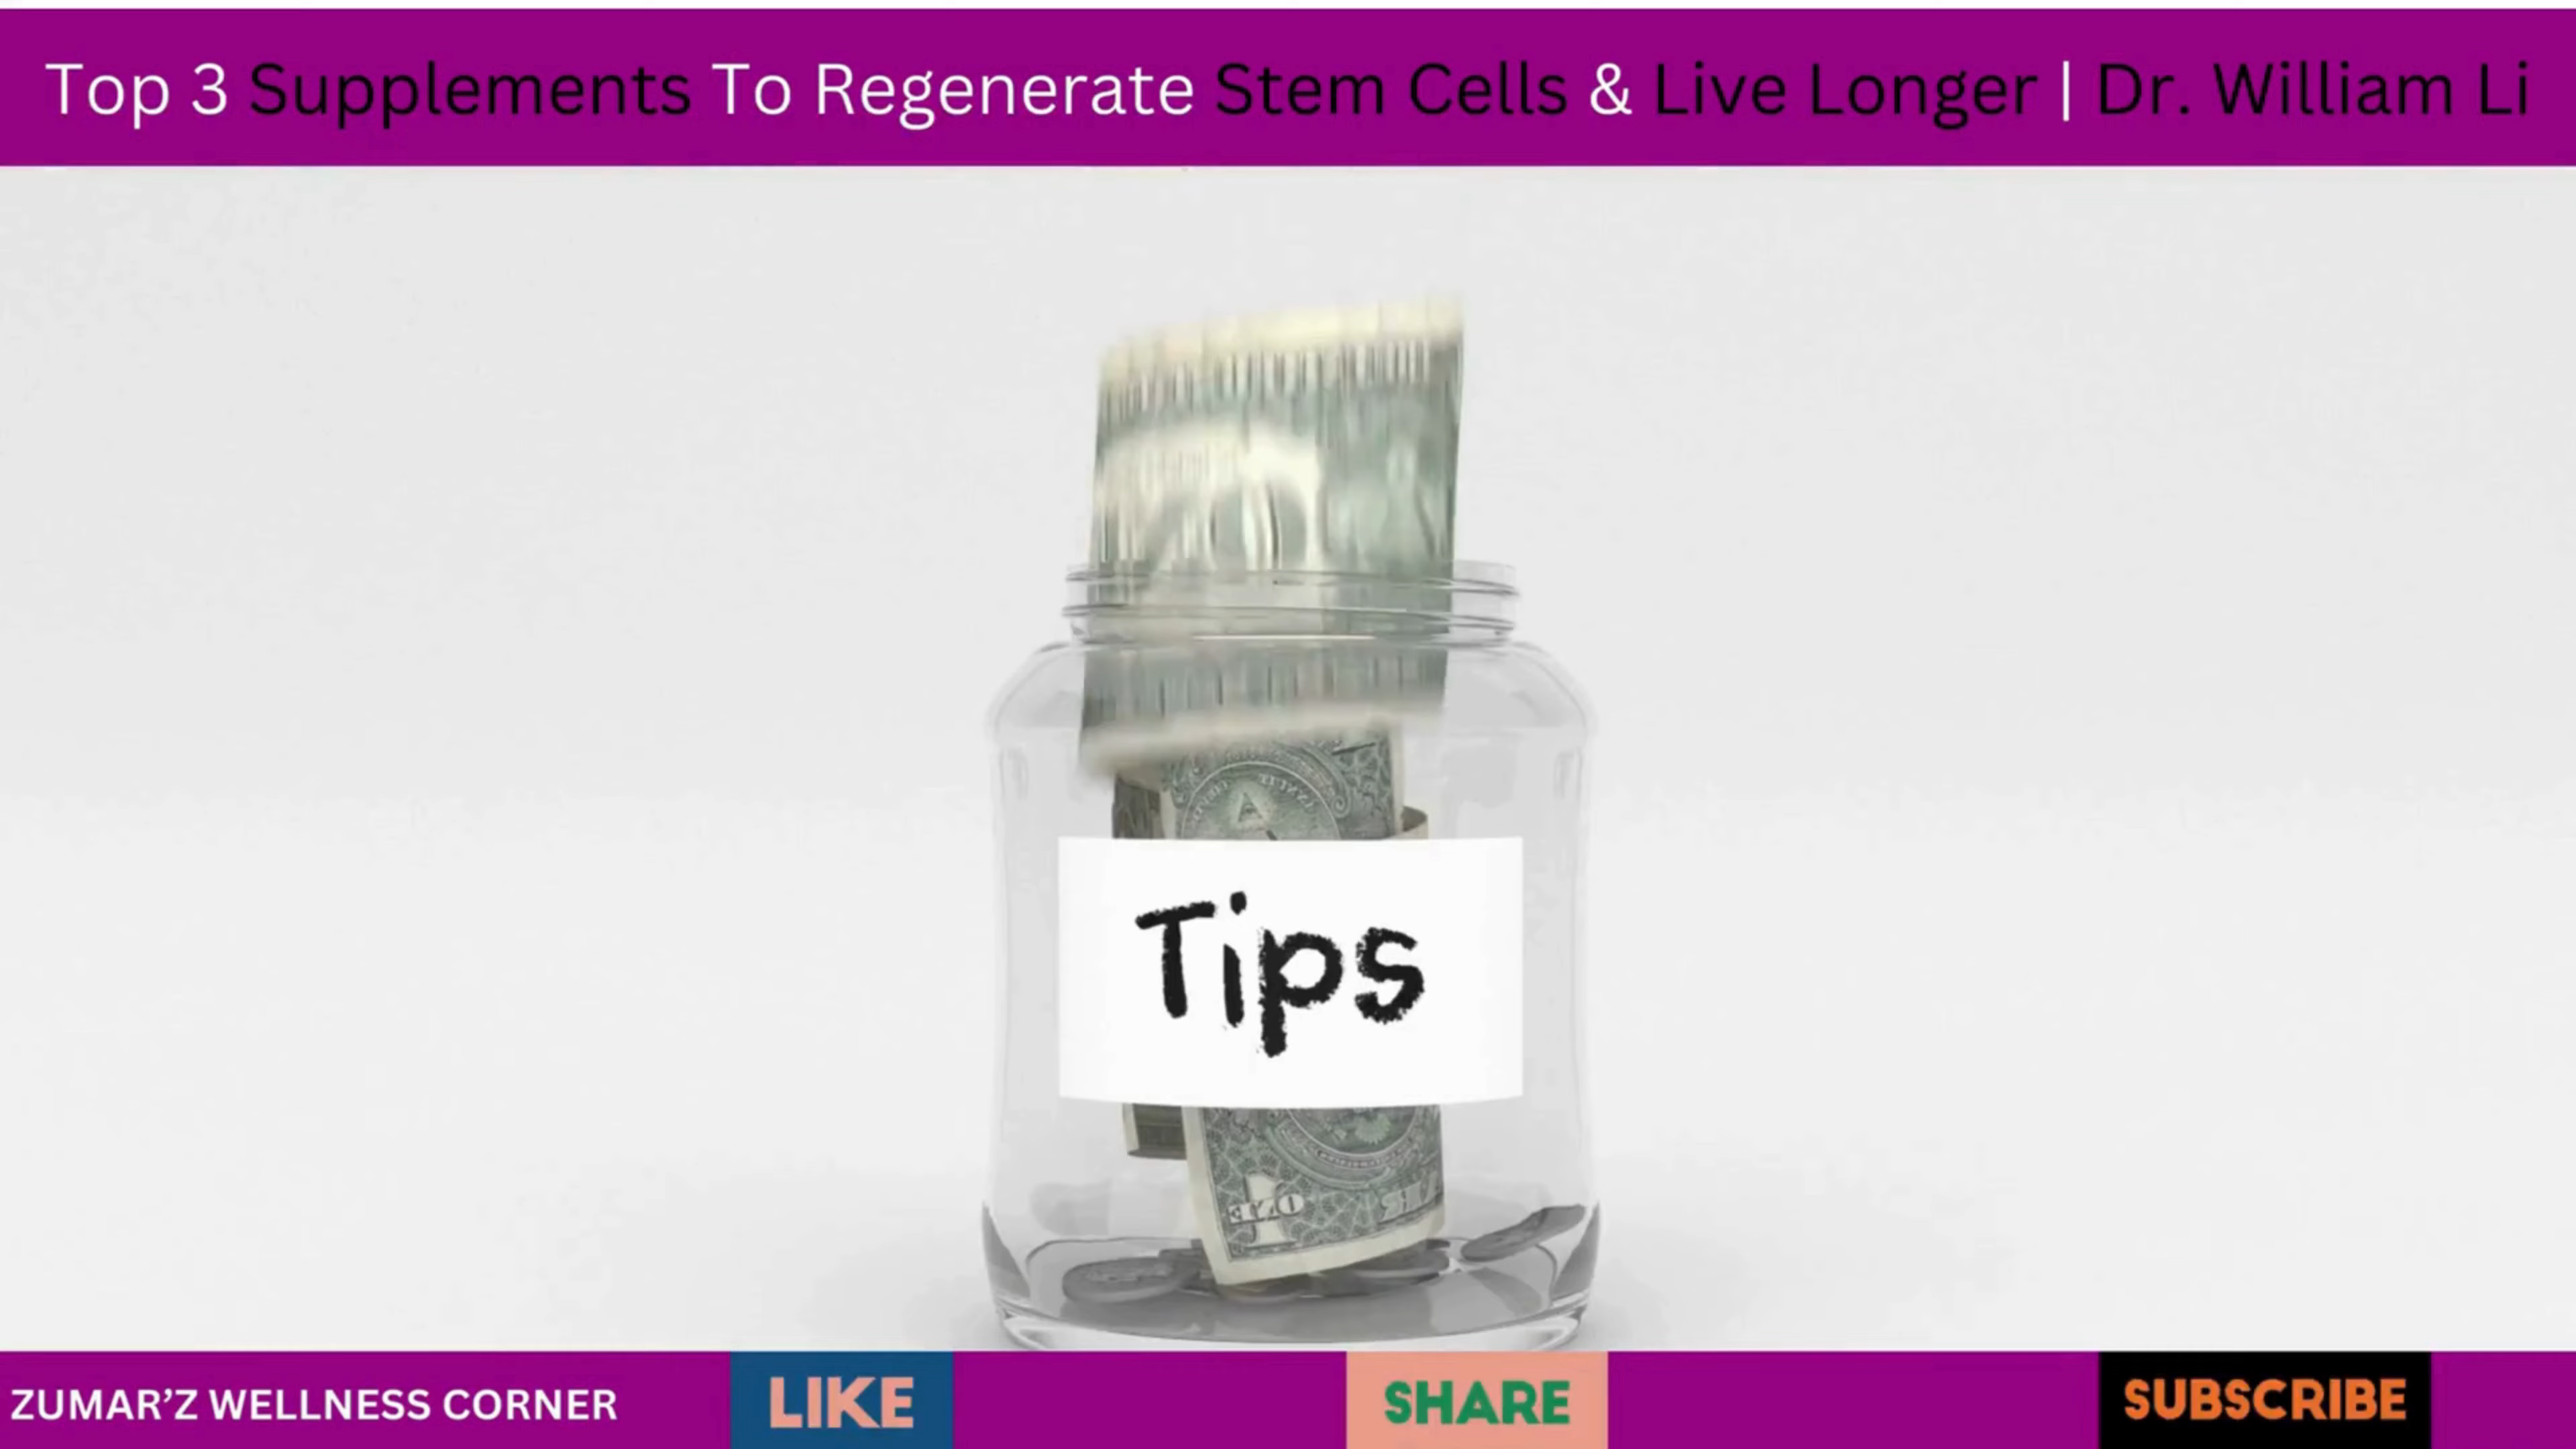 Top 3 Supplements To Regenerate Stem Cells & Live Longer | Dr. William Li
Tips
ZUMAR'Z WELLNESS CORNER
LIKE
SHARE
SUBSCRIBE